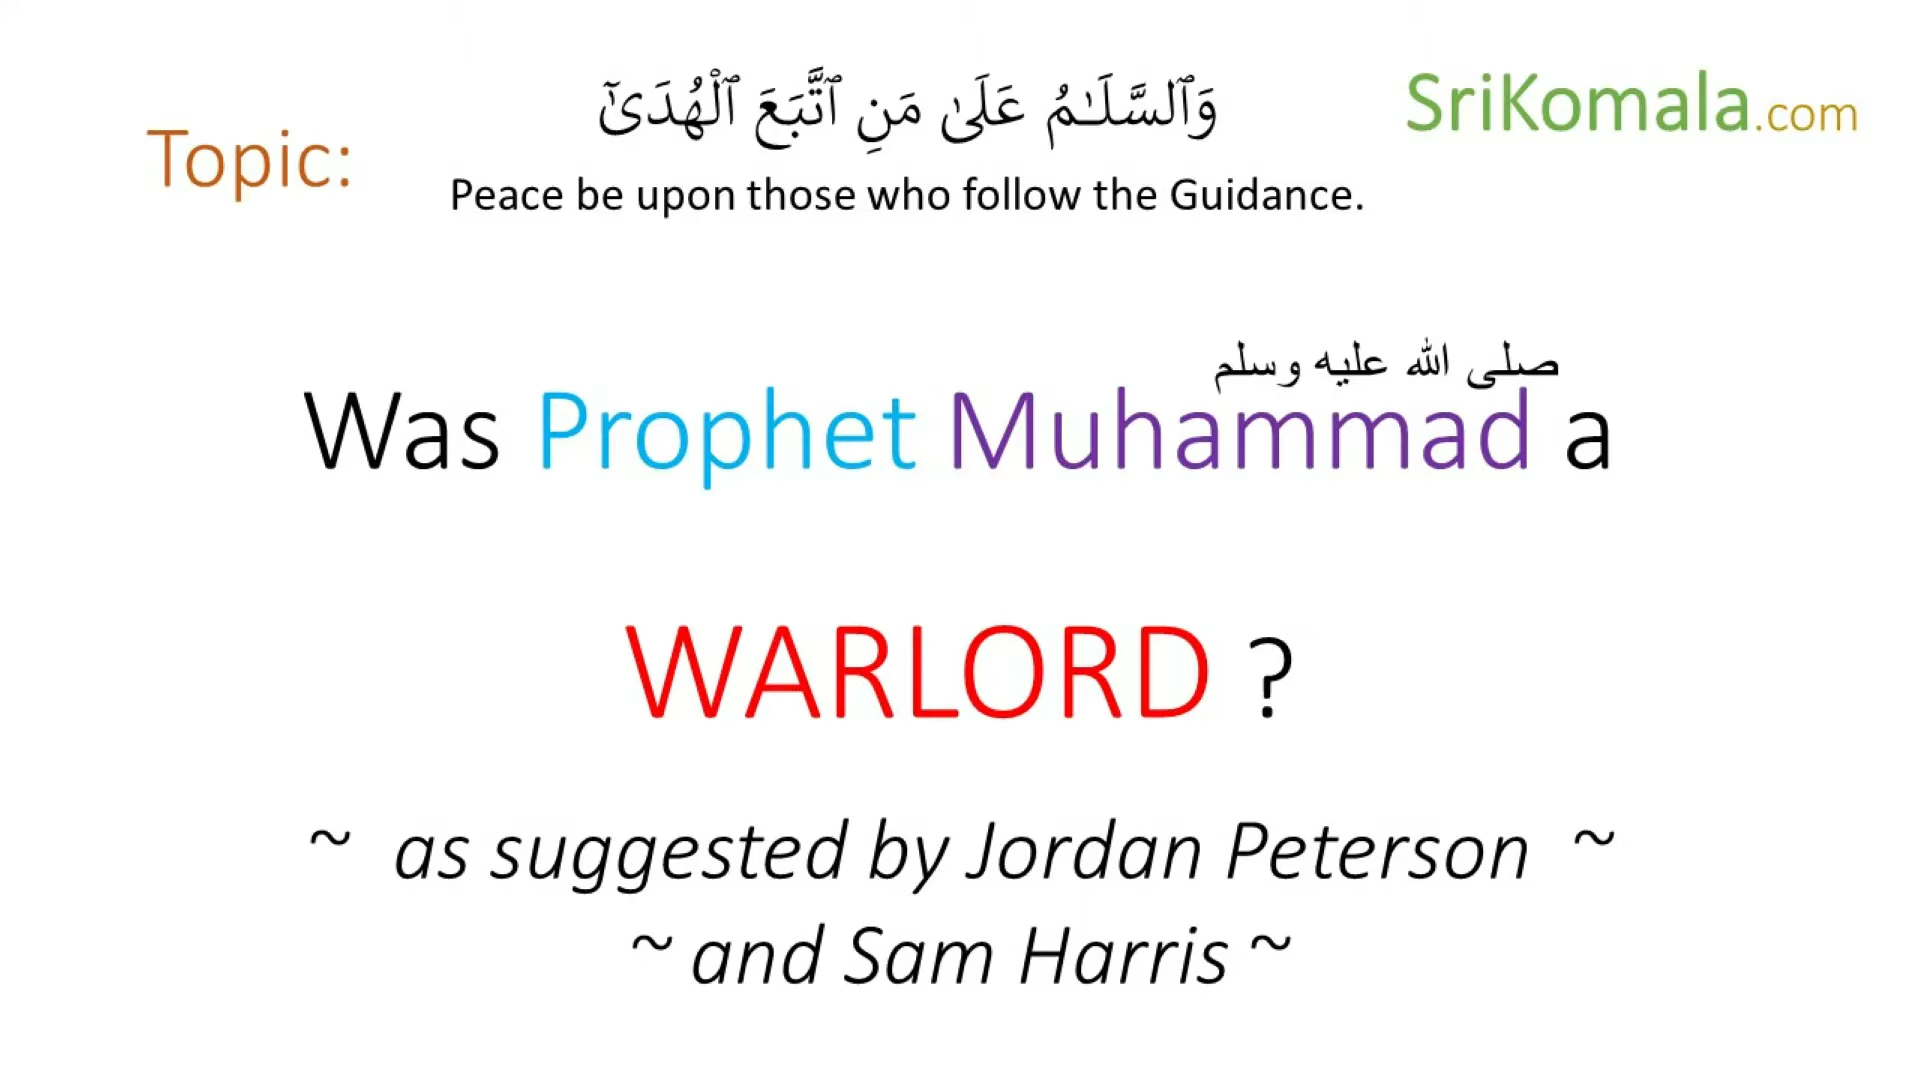 Topic:
وَٱلسَّلَـٰمُ عَلَىٰ مَنِ ٱتَّبَعَ ٱلْهُدَىٰٓ
SriKomala.com
Peace be upon those who follow the Guidance.
صلى الله عليه وسلم
Was Prophet Muhammad a
WARLORD ?
~ as suggested by Jordan Peterson ~
~ and Sam Harris ~